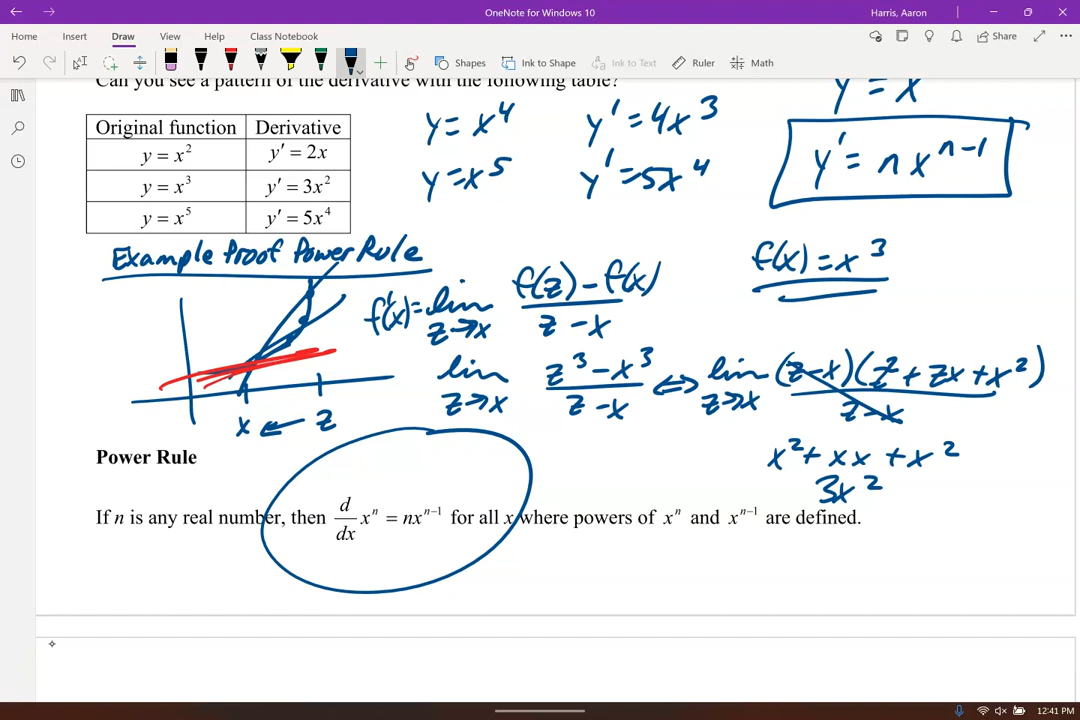 OneNote for Windows 10
Harris, Aaron
Home Insert Draw View Help Class Notebook
Share
Shapes Ink to Shape Ink to Text Ruler Math
Can you see a pattern of the derivative with the following table?
Original function Derivative
y = x² y′ = 2x
y = x³ y′ = 3x²
y = x⁵ y′ = 5x⁴
y = x⁴ y' = 4x³
y = x⁵ y' = 5x⁴
y = x
y' = nxⁿ⁻¹
Example Proof Power Rule
f(x) = x³
f'(x) = lim z→x f(z) – f(x) / z – x
lim z→x z³ – x³ / z – x ⇔ lim z→x (z–x)(z² + zx + x²) / z–x
x ← z
x² + xx + x²
3x²
Power Rule
If n is any real number, then d/dx xⁿ = nxⁿ⁻¹ for all x where powers of xⁿ and xⁿ⁻¹ are defined.
12:41 PM